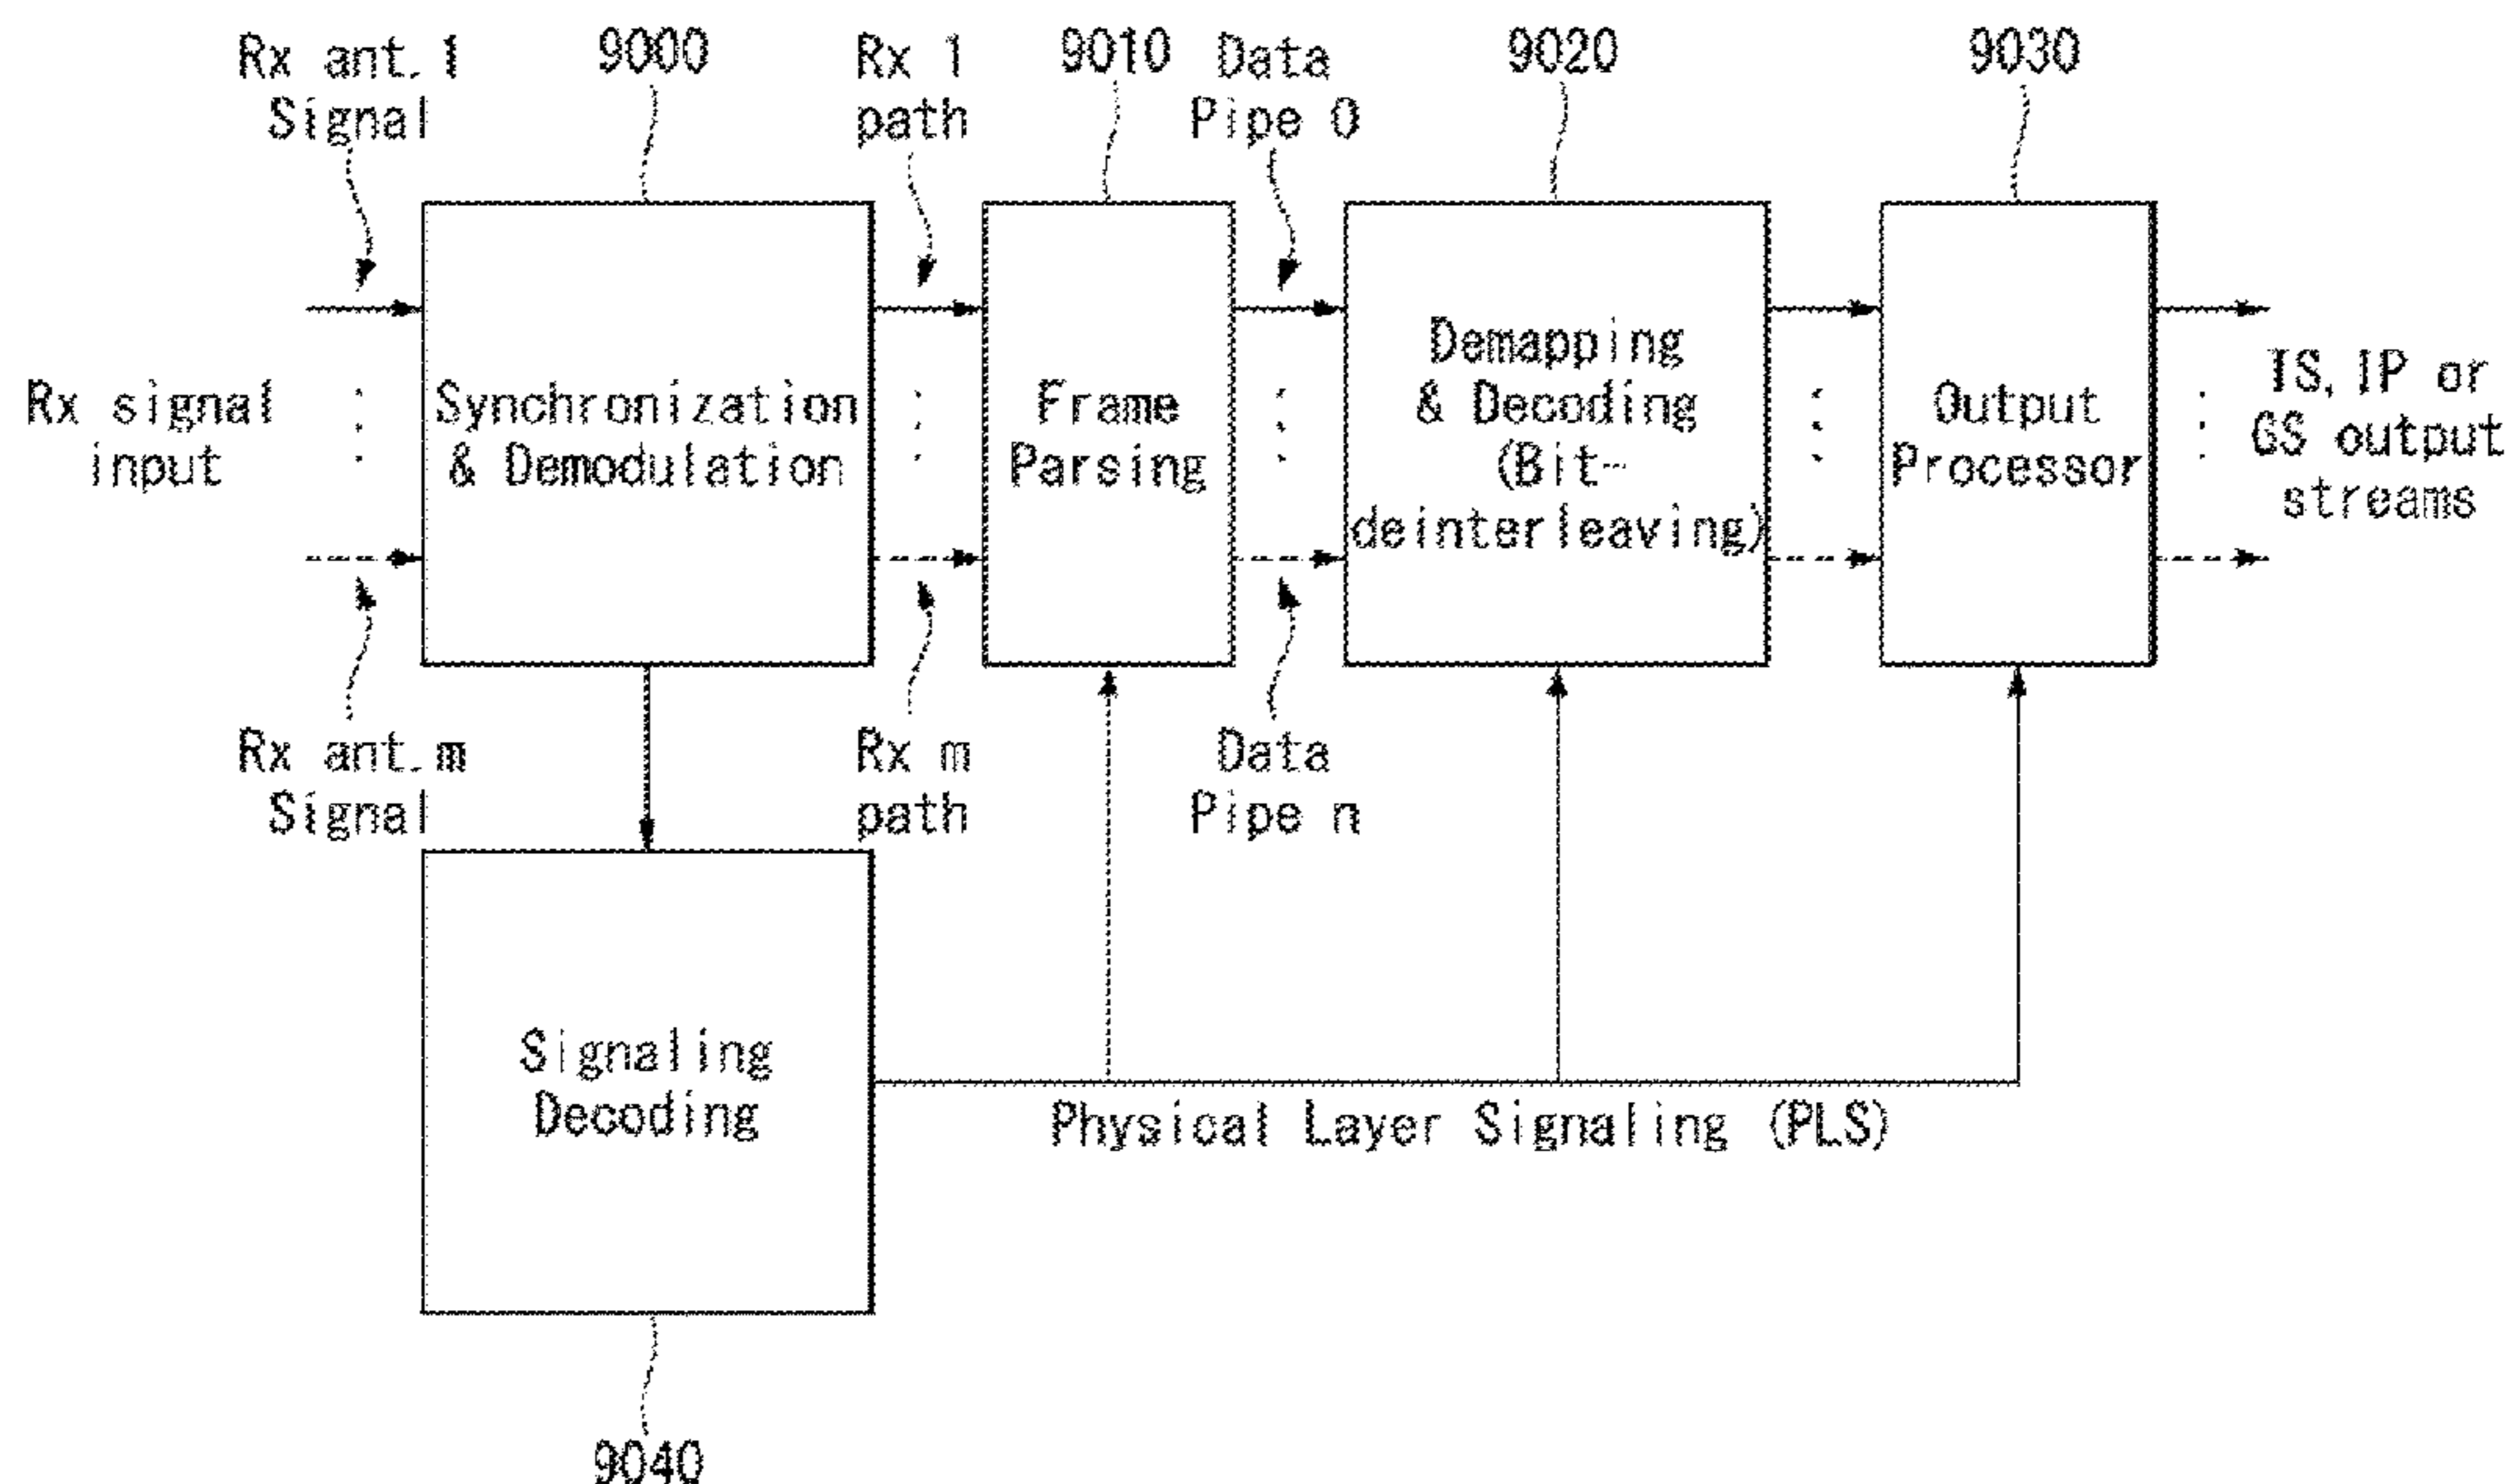 Rx ant.1
Signal
9000
Rx 1
path
9010
Data
Pipe 0
9020
9030
Rx signal
input
Synchronization
& Demodulation
Frame
Parsing
Demapping
& Decoding
(Bit-
deinterleaving)
Output
Processor
TS, IP or
GS output
streams
Rx ant.m
Signal
Rx m
path
Data
Pipe n
Signaling
Decoding
Physical Layer Signaling (PLS)
9040